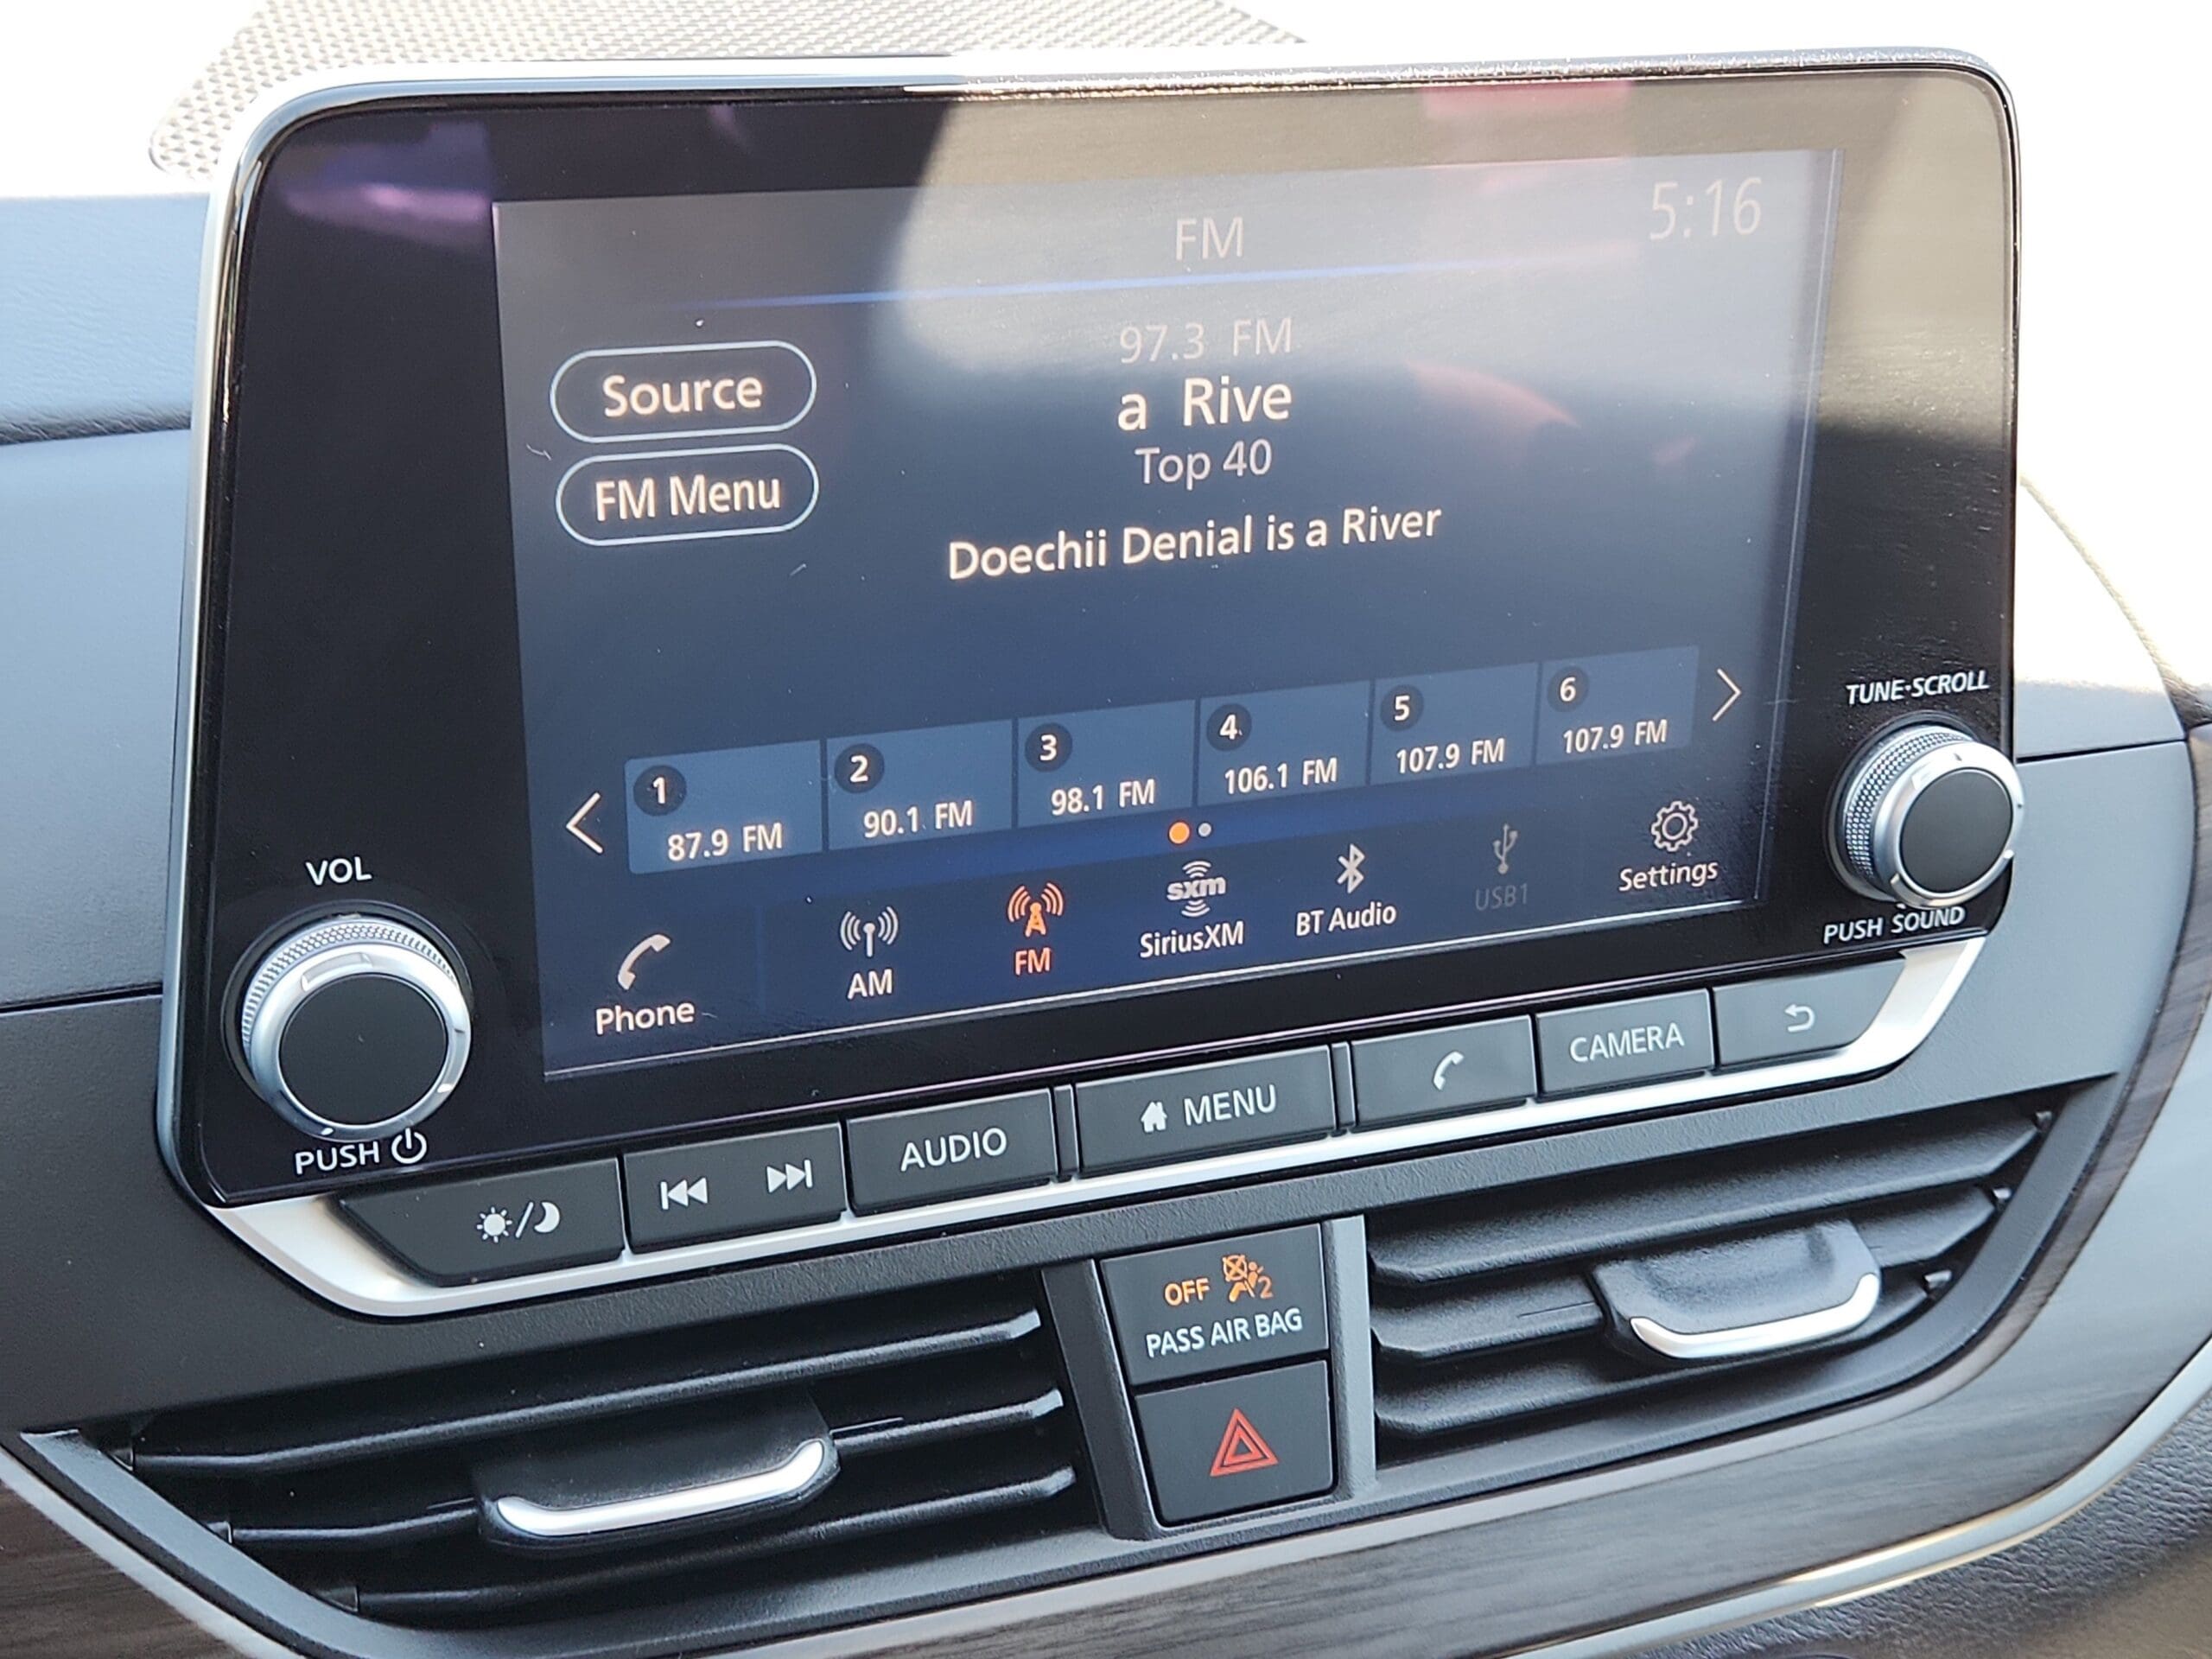 FM
5:16
97.3 FM
a Rive
Top 40
Doechii Denial is a River
Source
FM Menu
1
87.9 FM
2
90.1 FM
3
98.1 FM
4
106.1 FM
5
107.9 FM
6
107.9 FM
Phone
AM
FM
sxm
SiriusXM
BT Audio
USB1
Settings
VOL
PUSH
TUNE·SCROLL
PUSH SOUND
AUDIO
MENU
CAMERA
OFF 2
PASS AIR BAG